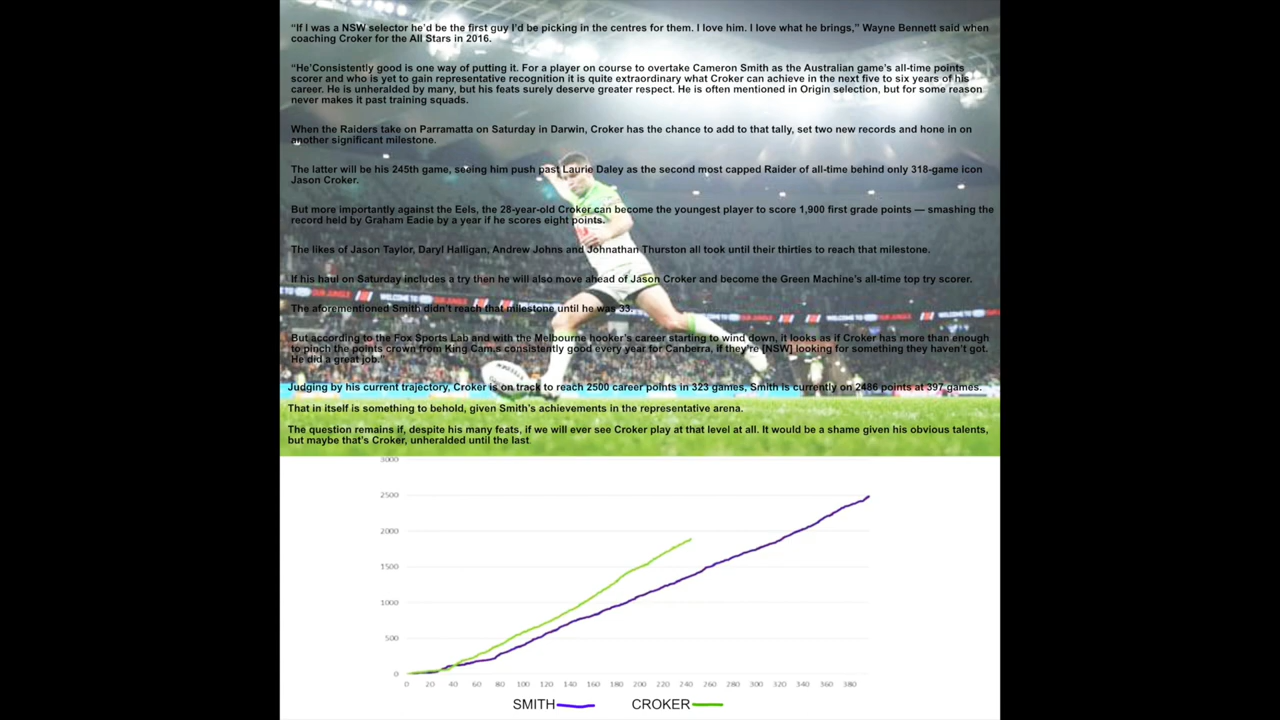 “If I was a NSW selector he’d be the first guy I’d be picking in the centres for them. I love him. I love what he brings,” Wayne Bennett said when
coaching Croker for the All Stars in 2016.
“He’Consistently good is one way of putting it. For a player on course to overtake Cameron Smith as the Australian game’s all-time points
scorer and who is yet to gain representative recognition it is quite extraordinary what Croker can achieve in the next five to six years of his
career. He is unheralded by many, but his feats surely deserve greater respect. He is often mentioned in Origin selection, but for some reason
never makes it past training squads.
When the Raiders take on Parramatta on Saturday in Darwin, Croker has the chance to add to that tally, set two new records and hone in on
another significant milestone.
The latter will be his 245th game, seeing him push past Laurie Daley as the second most capped Raider of all-time behind only 318-game icon
Jason Croker.
But more importantly against the Eels, the 28-year-old Croker can become the youngest player to score 1,900 first grade points — smashing the
record held by Graham Eadie by a year if he scores eight points.
The likes of Jason Taylor, Daryl Halligan, Andrew Johns and Johnathan Thurston all took until their thirties to reach that milestone.
If his haul on Saturday includes a try then he will also move ahead of Jason Croker and become the Green Machine’s all-time top try scorer.
OUR JUNGLE WELCOME TO OUR JUNGLE WELCOME TO
The aforementioned Smith didn’t reach that milestone until he was 33.
But according to the Fox Sports Lab and with the Melbourne hooker’s career starting to wind down, it looks as if Croker has more than enough
to pinch the points crown from King Cam.s consistently good every year for Canberra, if they’re [NSW] looking for something they haven’t got.
He did a great job.”
Judging by his current trajectory, Croker is on track to reach 2500 career points in 323 games, Smith is currently on 2486 points at 397 games.
That in itself is something to behold, given Smith’s achievements in the representative arena.
The question remains if, despite his many feats, if we will ever see Croker play at that level at all. It would be a shame given his obvious talents,
but maybe that’s Croker, unheralded until the last
3000
2500
2000
1500
1000
500
0
0 20 40 60 80 100 120 140 160 180 200 220 240 260 280 300 320 340 360 380
SMITH CROKER